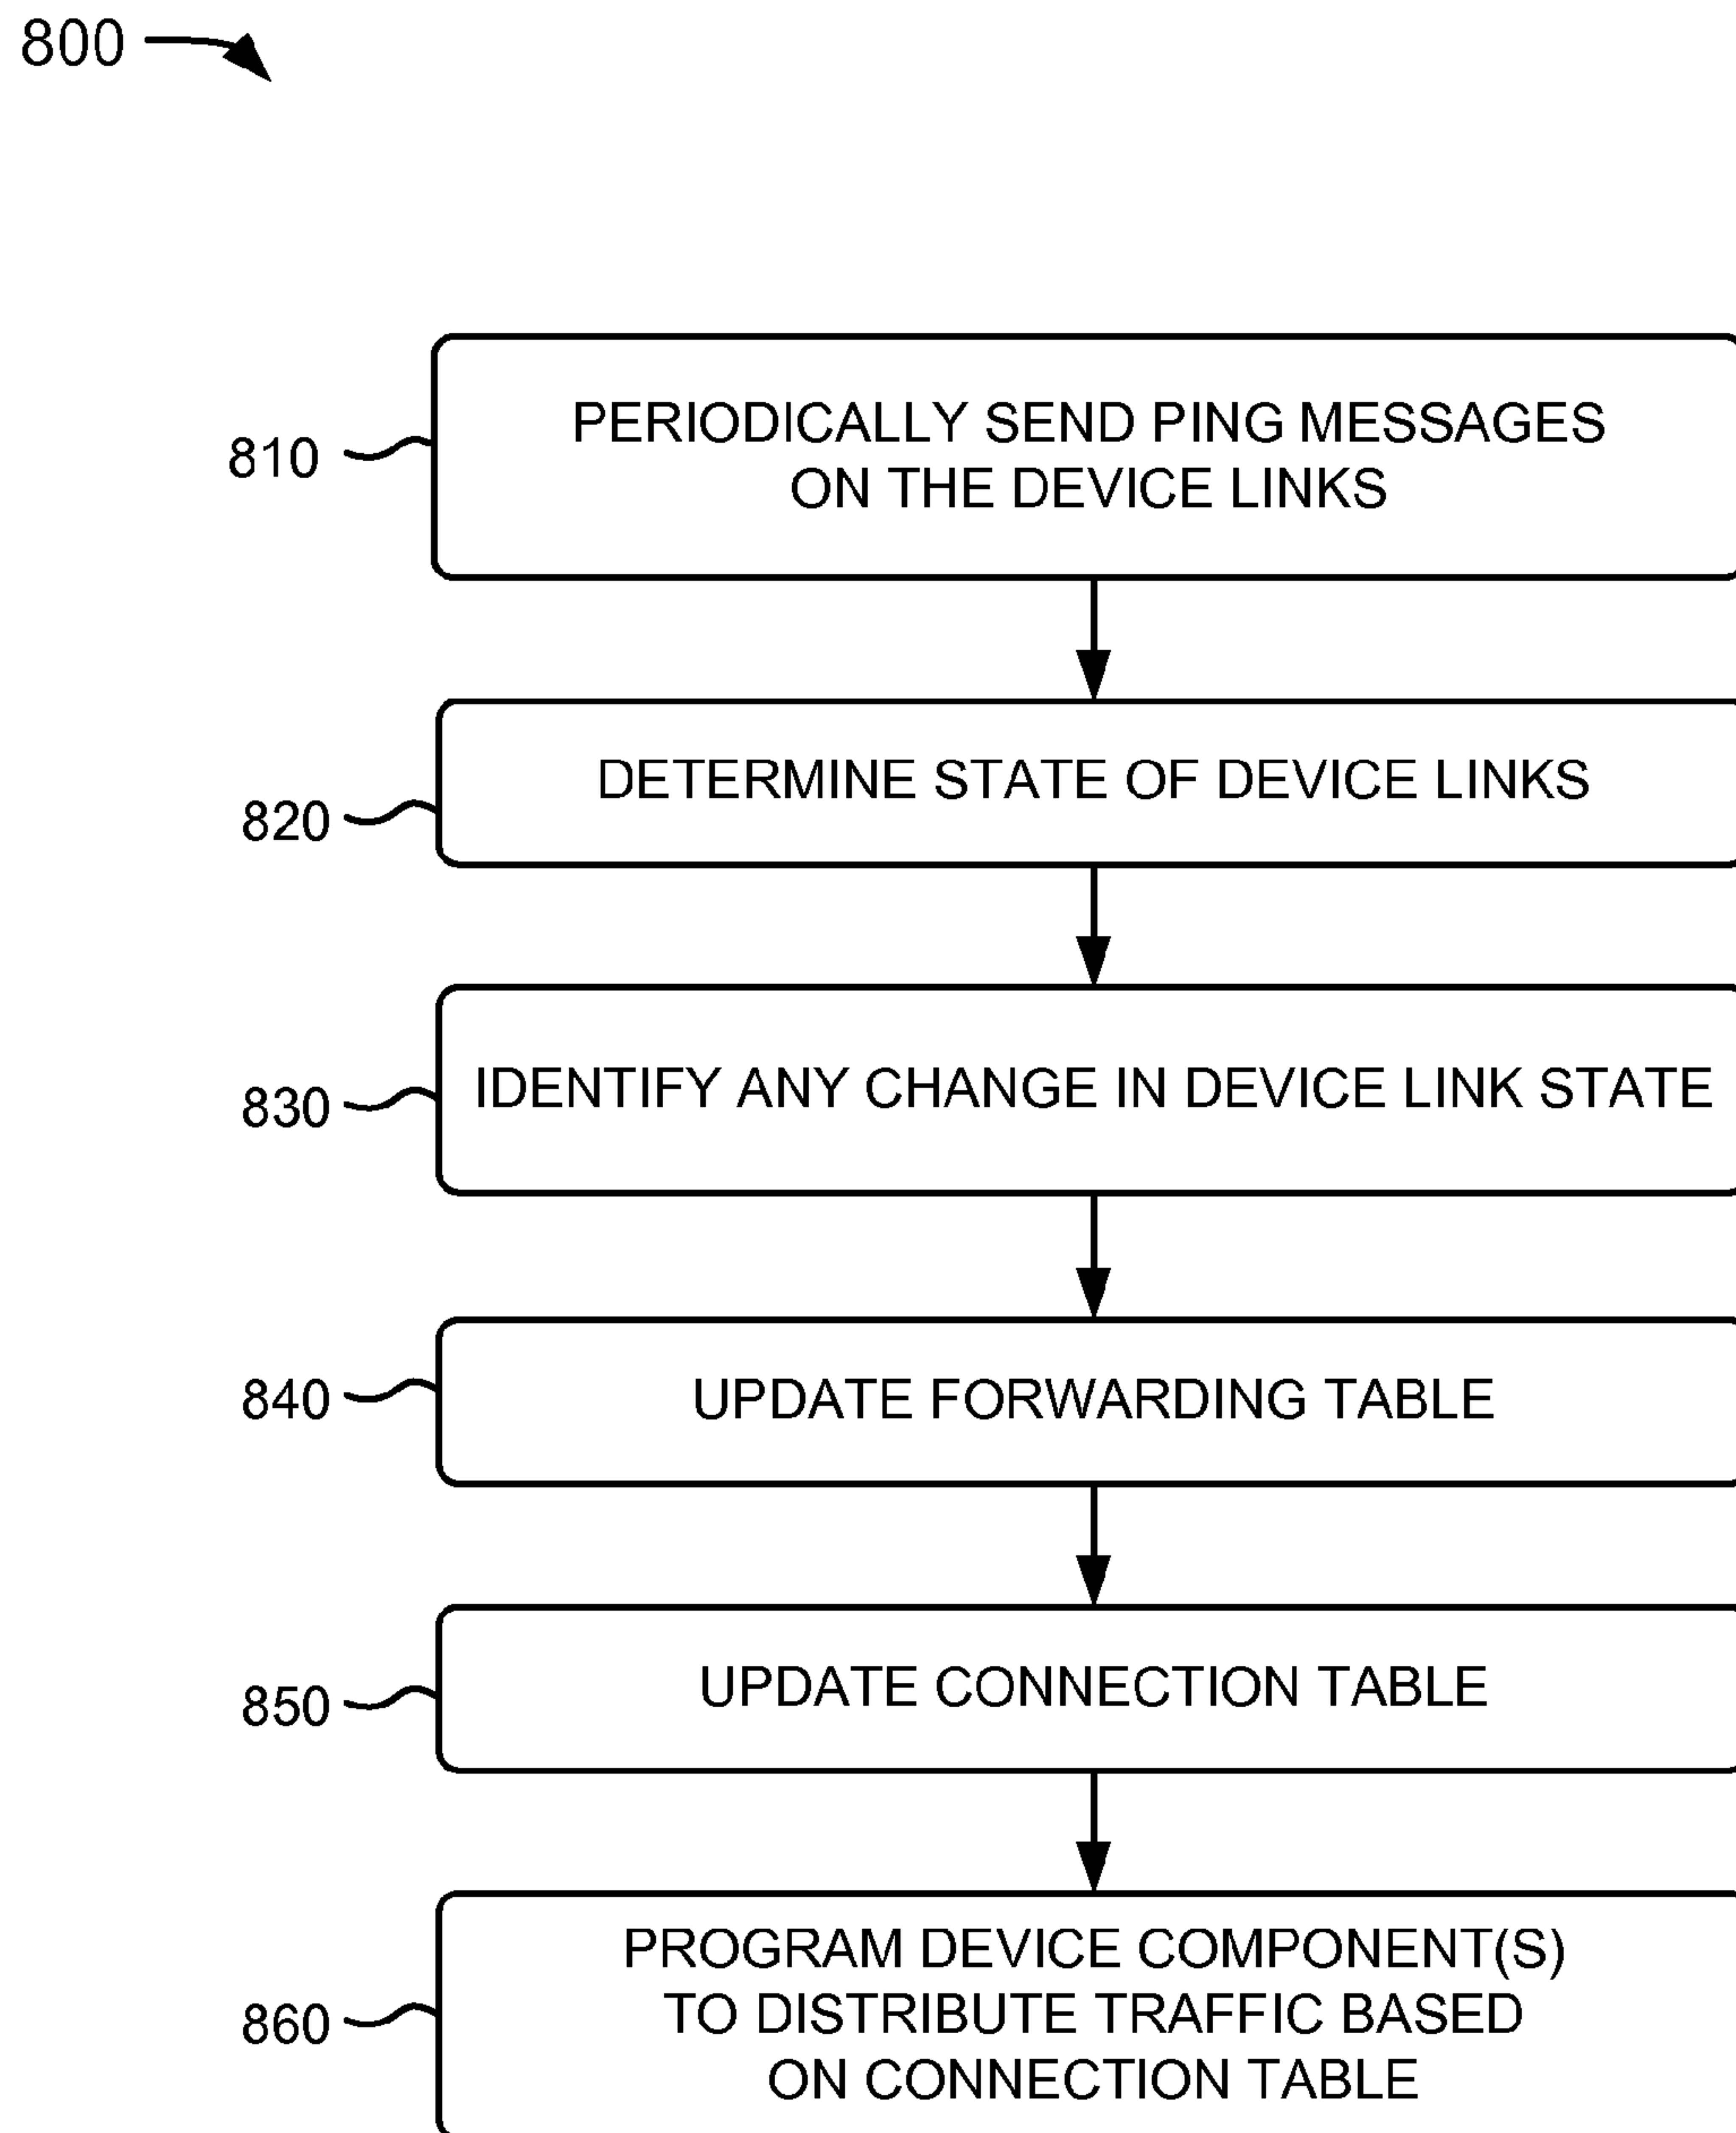 800
810
PERIODICALLY SEND PING MESSAGES
ON THE DEVICE LINKS
820
DETERMINE STATE OF DEVICE LINKS
830
IDENTIFY ANY CHANGE IN DEVICE LINK STATE
840
UPDATE FORWARDING TABLE
850
UPDATE CONNECTION TABLE
860
PROGRAM DEVICE COMPONENT(S)
TO DISTRIBUTE TRAFFIC BASED
ON CONNECTION TABLE